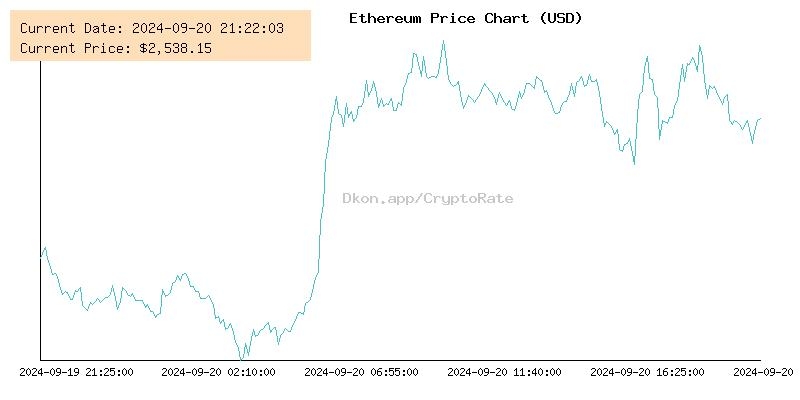 Ethereum Price Chart (USD)
Current Date: 2024-09-20 21:22:03
Current Price: $2,538.15
Dkon.app/CryptoRate
2024-09-19 21:25:00 2024-09-20 02:10:00 2024-09-20 06:55:00 2024-09-20 11:40:00 2024-09-20 16:25:00 2024-09-20